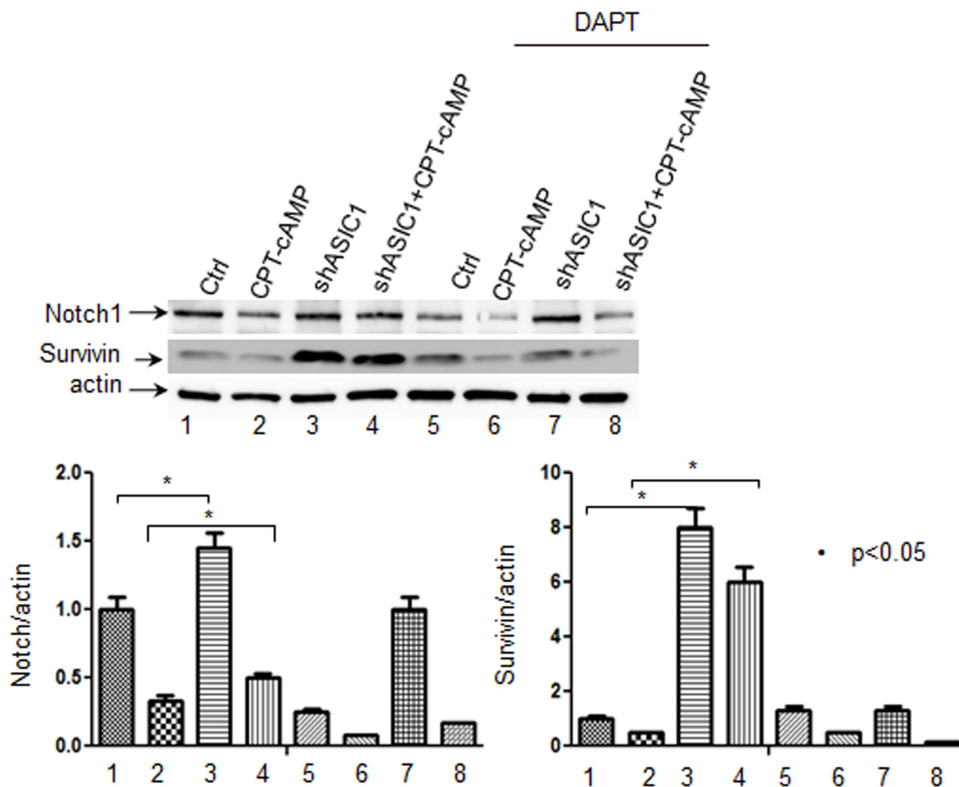 DAPT
Ctrl
CPT-cAMP
shASIC1
shASIC1+CPT-cAMP
Ctrl
CPT-cAMP
shASIC1
shASIC1+CPT-cAMP
Notch1
Survivin
actin
1 2 3 4 5 6 7 8
Notch/actin
2.0
1.5
1.0
0.5
0.0
*
*
1 2 3 4 5 6 7 8
Survivin/actin
10
8
6
4
2
0
*
*
• p<0.05
1 2 3 4 5 6 7 8